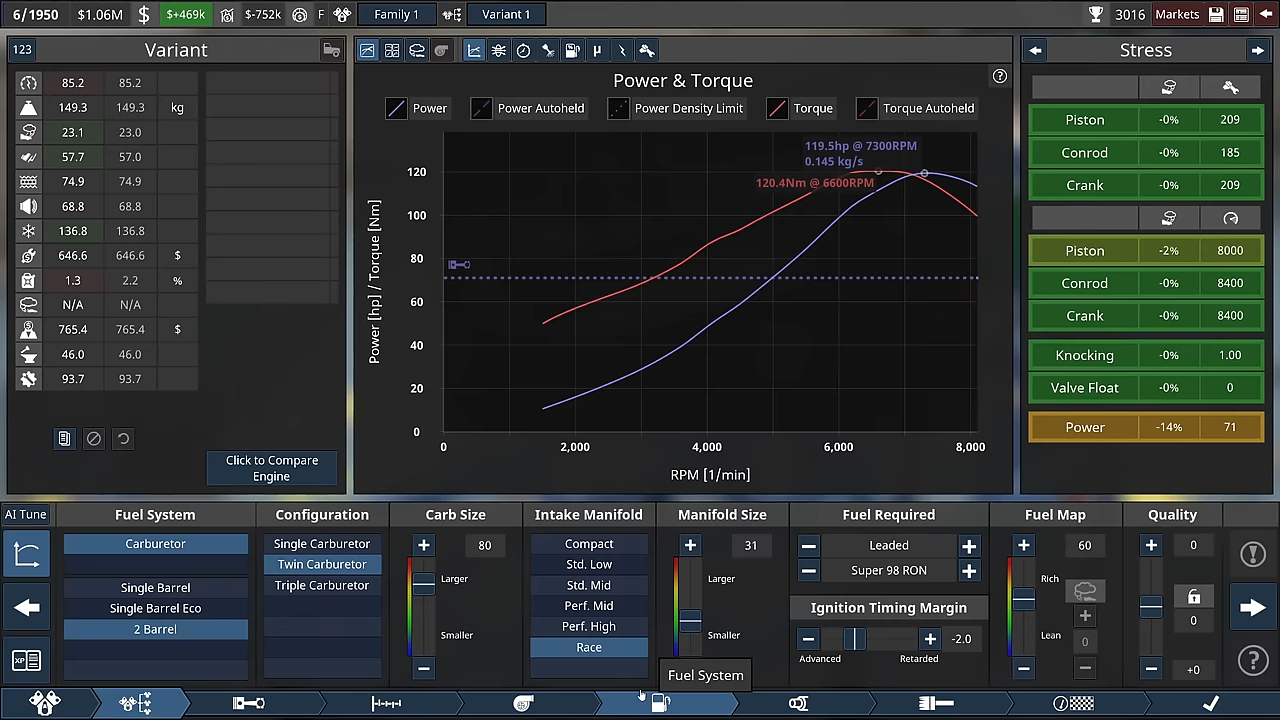 6/1950 $1.06M $ $+469k $-752k F Family 1 Variant 1 3016 Markets
123 Variant
85.2 85.2
149.3 149.3 kg
23.1 23.0
57.7 57.0
74.9 74.9
68.8 68.8
136.8 136.8
646.6 646.6 $
1.3 2.2 %
N/A N/A
765.4 765.4 $
46.0 46.0
93.7 93.7
Click to Compare
Engine
Power & Torque
Power Power Autoheld Power Density Limit Torque Torque Autoheld
119.5hp @ 7300RPM
0.145 kg/s
120.4Nm @ 6600RPM
Power [hp] / Torque [Nm]
120
100
80
60
40
20
0
0 2,000 4,000 6,000 8,000
RPM [1/min]
Stress
Piston -0% 209
Conrod -0% 185
Crank -0% 209
Piston -2% 8000
Conrod -0% 8400
Crank -0% 8400
Knocking -0% 1.00
Valve Float -0% 0
Power -14% 71
AI Tune
XP
Fuel System
Carburetor
Single Barrel
Single Barrel Eco
2 Barrel
Configuration
Single Carburetor
Twin Carburetor
Triple Carburetor
Carb Size
80
Larger
Smaller
Intake Manifold
Compact
Std. Low
Std. Mid
Perf. Mid
Perf. High
Race
Manifold Size
31
Larger
Smaller
Fuel System
Fuel Required
Leaded
Super 98 RON
Ignition Timing Margin
-2.0
Advanced Retarded
Fuel Map
60
Rich
Lean
0
Quality
0
0
+0